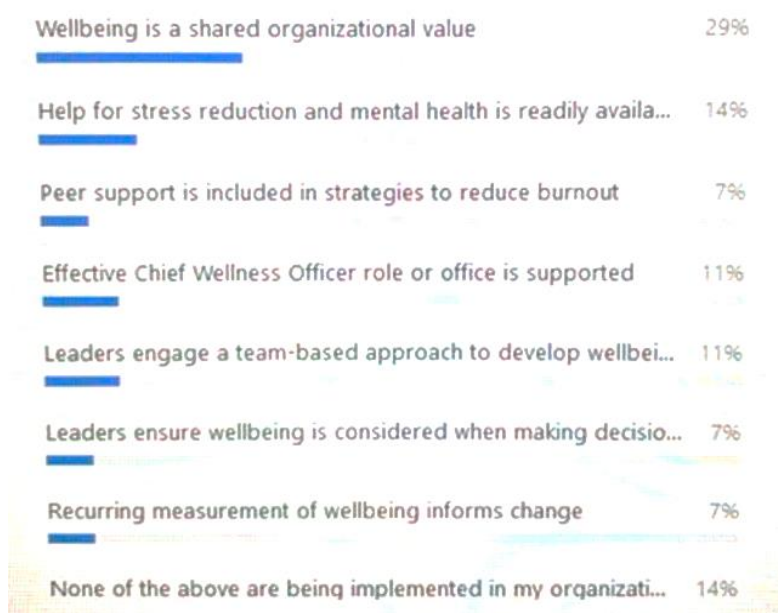 Wellbeing is a shared organizational value 29%
Help for stress reduction and mental health is readily availa... 14%
Peer support is included in strategies to reduce burnout 7%
Effective Chief Wellness Officer role or office is supported 11%
Leaders engage a team-based approach to develop wellbei... 11%
Leaders ensure wellbeing is considered when making decisio... 7%
Recurring measurement of wellbeing informs change 7%
None of the above are being implemented in my organizati... 14%